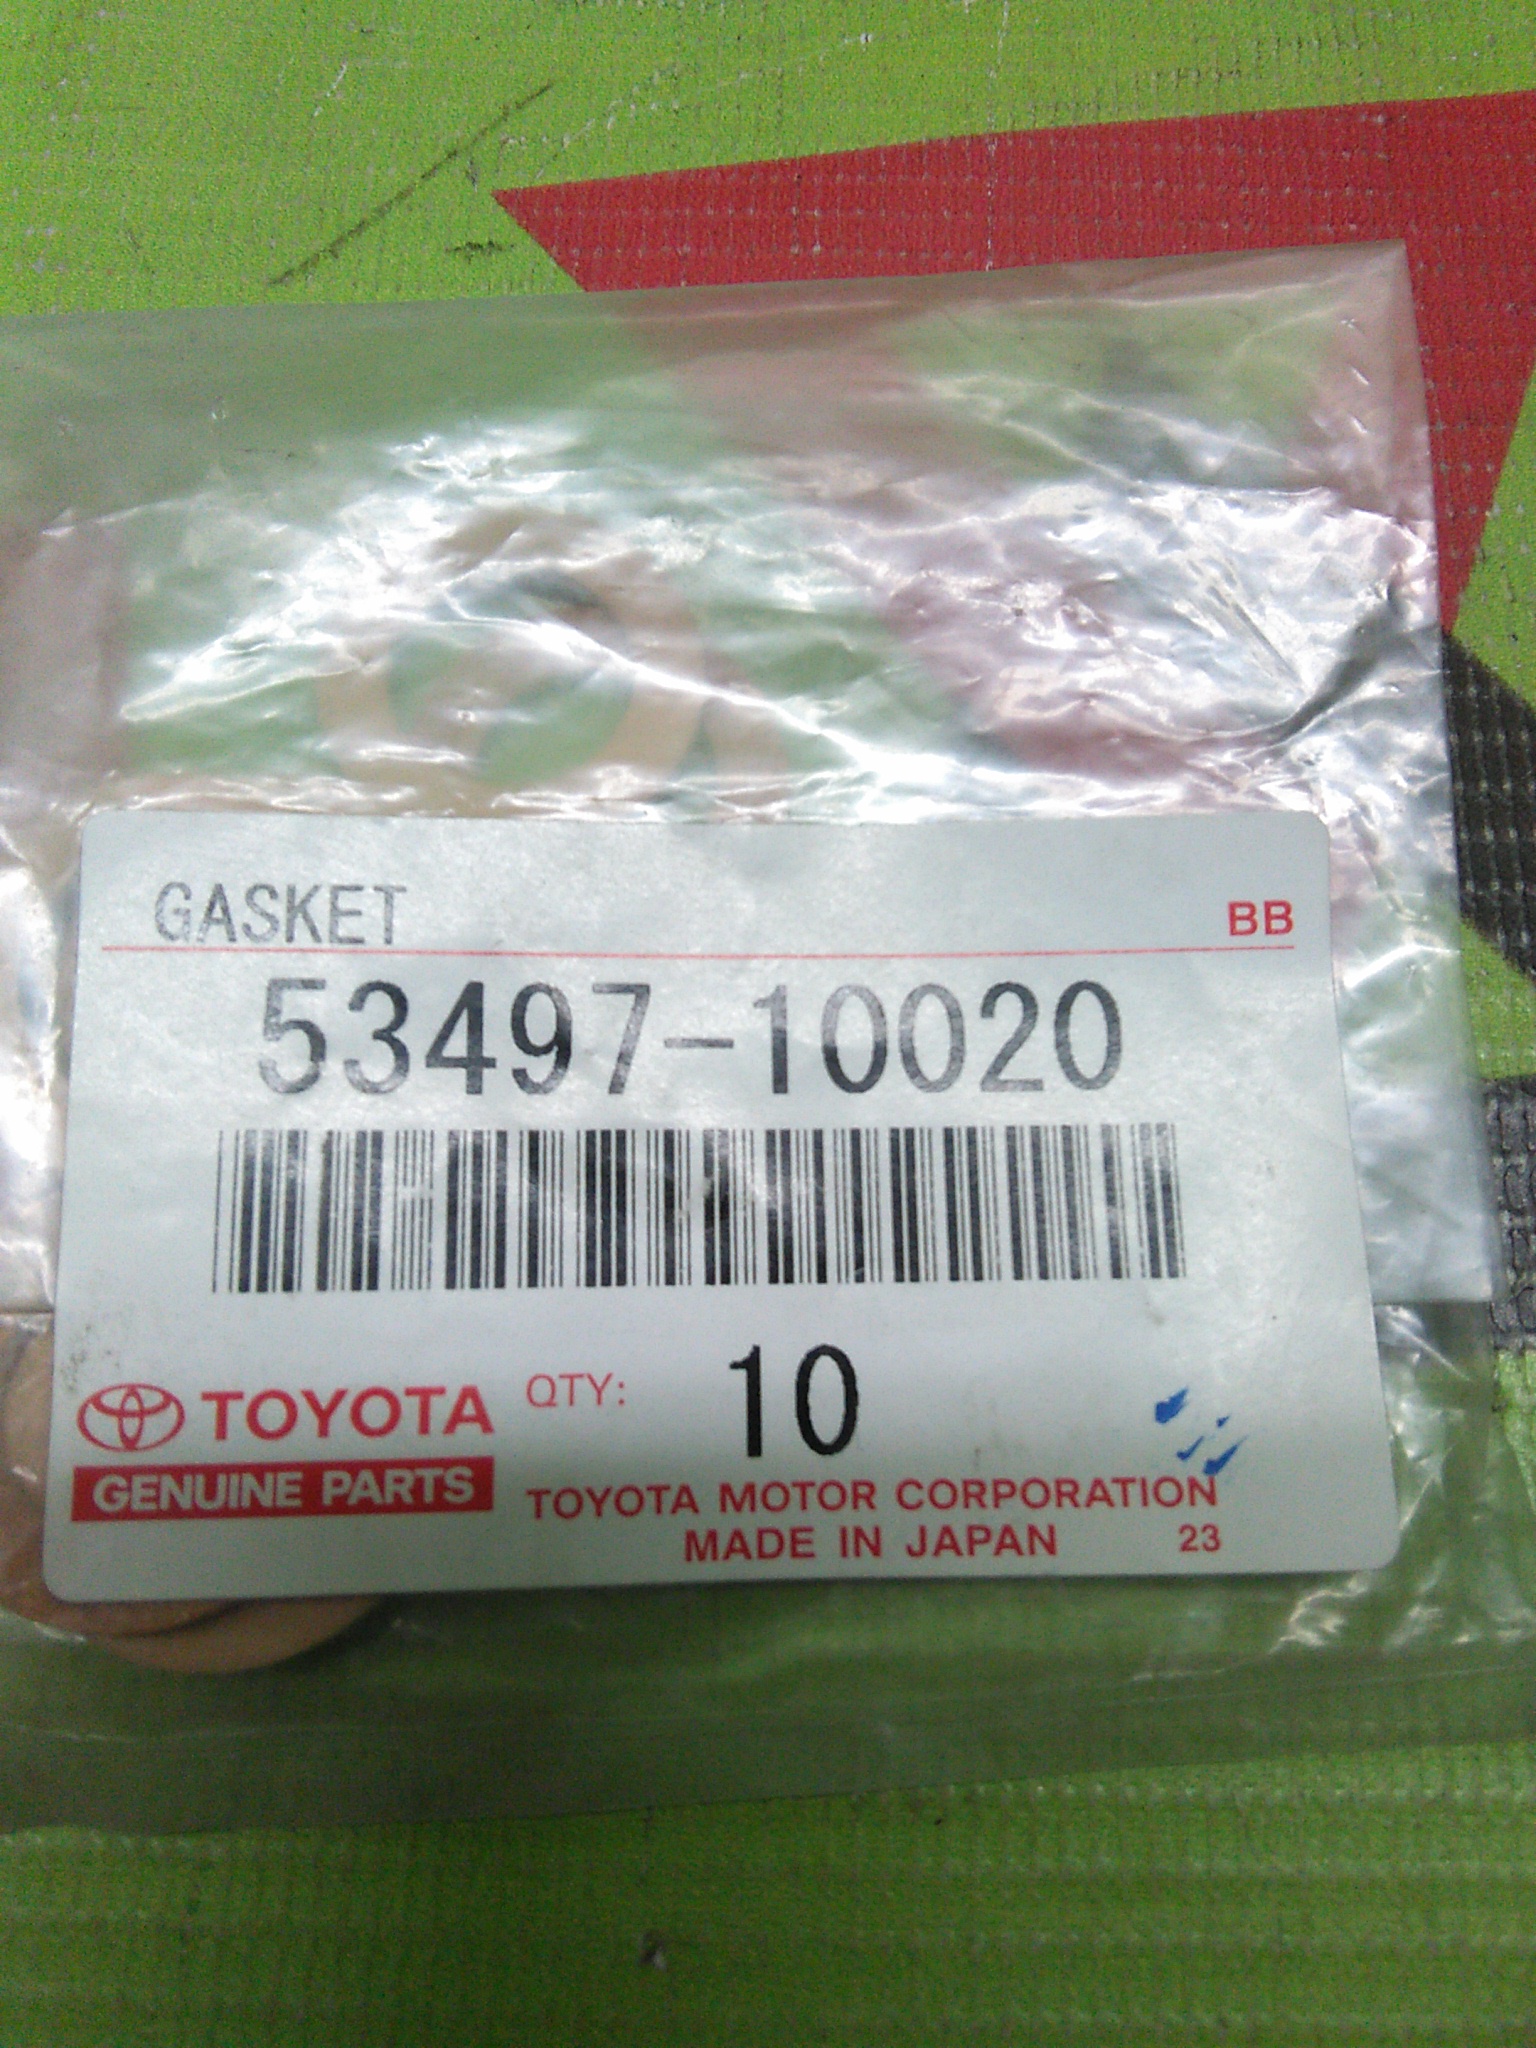 GASKET BB
53497-10020
QTY: 10
TOYOTA
GENUINE PARTS
TOYOTA MOTOR CORPORATION
MADE IN JAPAN 23